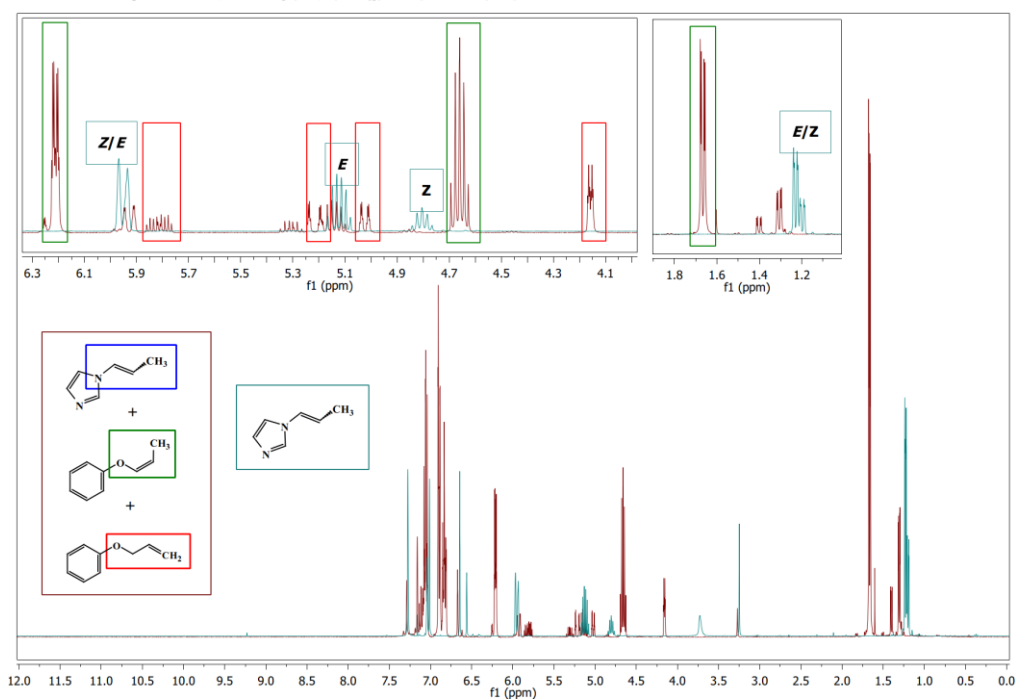 Z/ E
E
Z
6.3 6.1 5.9 5.7 5.5 5.3 5.1 4.9 4.7 4.5 4.3 4.1
f1 (ppm)
E/Z
1.8 1.6 1.4 1.2
f1 (ppm)
CH3
N
N
+
CH3
O
+
O
CH2
CH3
N
N
12.0 11.5 11.0 10.5 10.0 9.5 9.0 8.5 8.0 7.5 7.0 6.5 6.0 5.5 5.0 4.5 4.0 3.5 3.0 2.5 2.0 1.5 1.0 0.5 0.0
f1 (ppm)